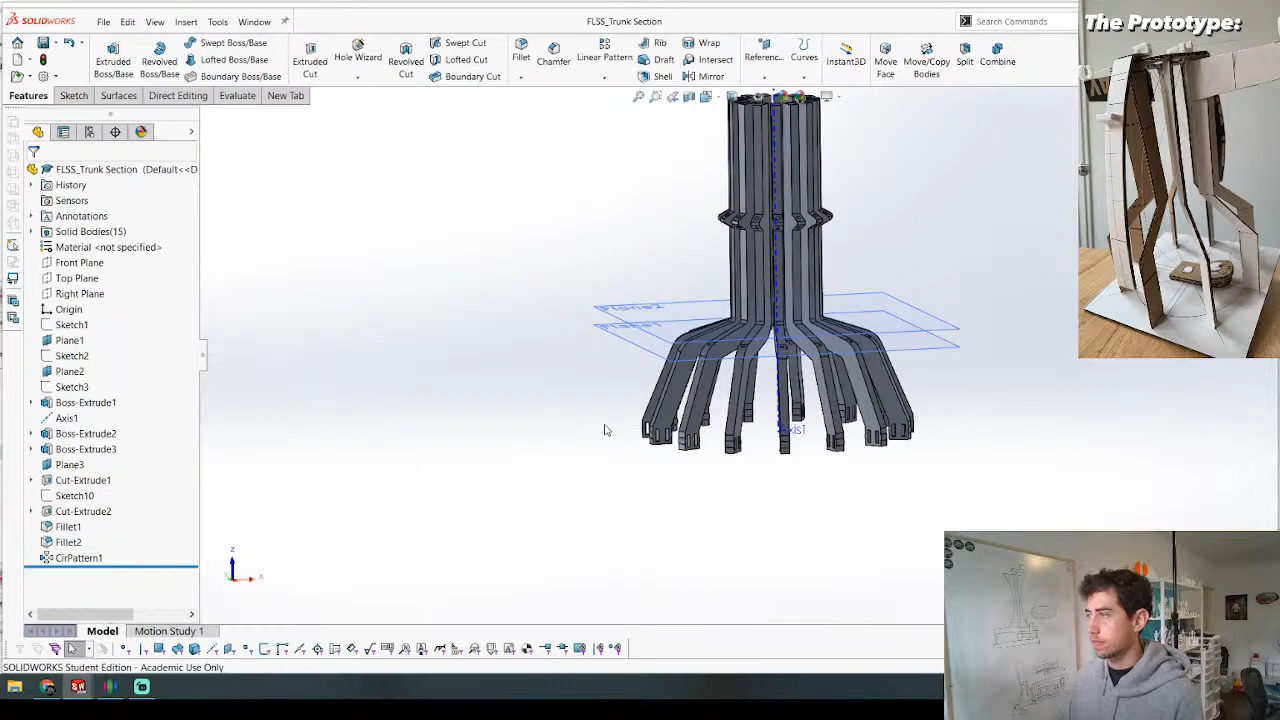 SOLIDWORKS File Edit View Insert Tools Window FLSS_Trunk Section Search Commands
The Prototype:
Extruded Boss/Base Revolved Boss/Base Swept Boss/Base Lofted Boss/Base Boundary Boss/Base Extruded Cut Hole Wizard Revolved Cut Swept Cut Lofted Cut Boundary Cut Fillet Chamfer Linear Pattern Rib Draft Shell Wrap Intersect Mirror Referenc... Curves Instant3D Move Face Move/Copy Bodies Split Combine
Features Sketch Surfaces Direct Editing Evaluate New Tab
FLSS_Trunk Section (Default<<D
History
Sensors
Annotations
Solid Bodies(15)
Material <not specified>
Front Plane
Top Plane
Right Plane
Origin
Sketch1
Plane1
Sketch2
Plane2
Sketch3
Boss-Extrude1
Axis1
Boss-Extrude2
Boss-Extrude3
Plane3
Cut-Extrude1
Sketch10
Cut-Extrude2
Fillet1
Fillet2
CirPattern1
Plane2
Plane1
Axis1
z
x
Model Motion Study 1
SOLIDWORKS Student Edition - Academic Use Only